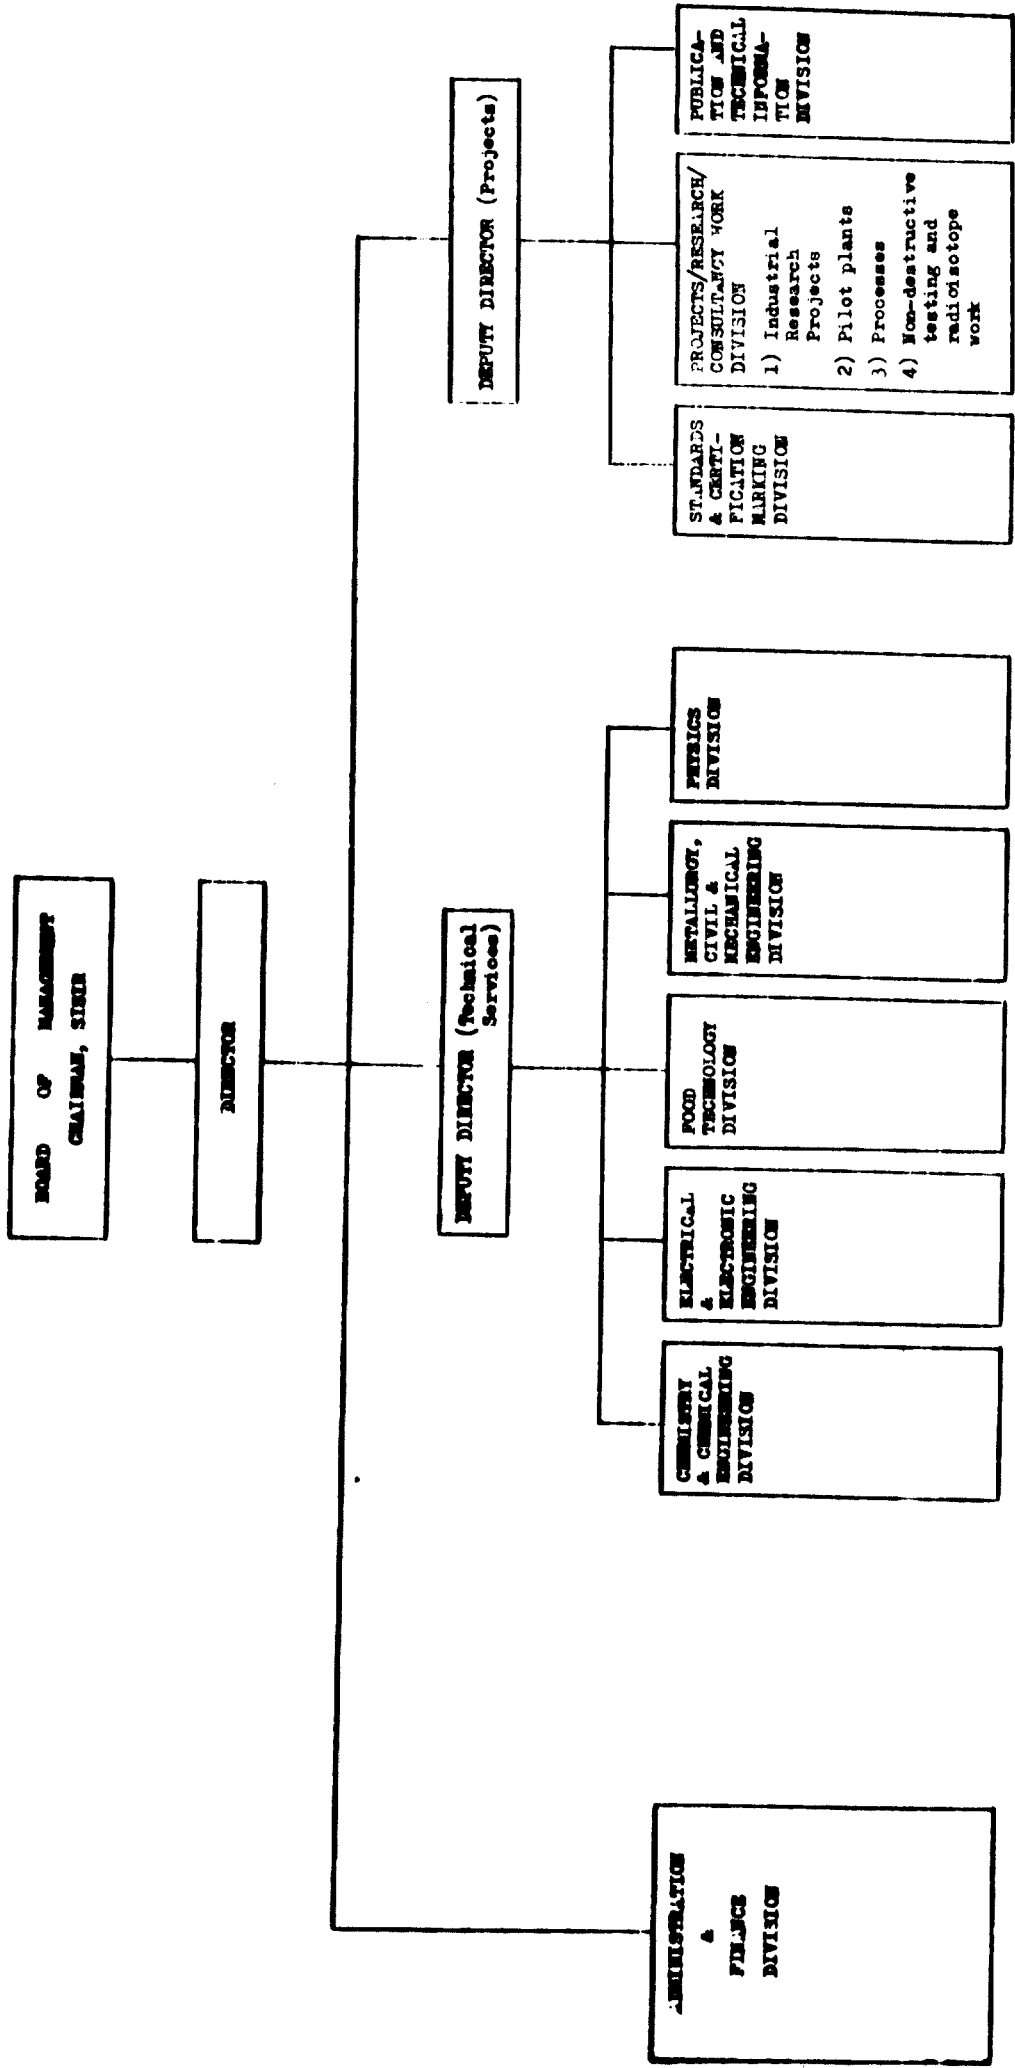 BOARD OF MANAGEMENT
CHAIRMAN, SISIR
DIRECTOR
DEPUTY DIRECTOR (Technical
Services)
DEPUTY DIRECTOR (Projects)
ADMINISTRATION
&
FINANCE
DIVISION
CHEMISTRY
& CHEMICAL
ENGINEERING
DIVISION
ELECTRICAL
&
ELECTRONIC
ENGINEERING
DIVISION
FOOD
TECHNOLOGY
DIVISION
METALLURGY,
CIVIL &
MECHANICAL
ENGINEERING
DIVISION
PHYSICS
DIVISION
STANDARDS
& CERTI-
FICATION
MARKING
DIVISION
PROJECTS/RESEARCH/
CONSULTANCY WORK
DIVISION
1) Industrial
Research
Projects
2) Pilot plants
3) Processes
4) Non-destructive
testing and
radioisotope
work
PUBLICA-
TION AND
TECHNICAL
INFORMA-
TION
DIVISION